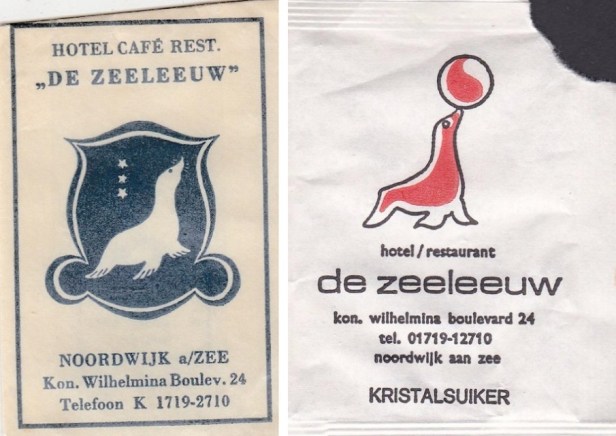 HOTEL CAFÉ REST.
„DE ZEELEEUW”
NOORDWIJK a/ZEE
Kon. Wilhelmina Boulev. 24
Telefoon K 1719-2710
hotel/restaurant
de zeeleeuw
kon. wilhelmina boulevard 24
tel. 01719-12710
noordwijk aan zee
KRISTALSUIKER